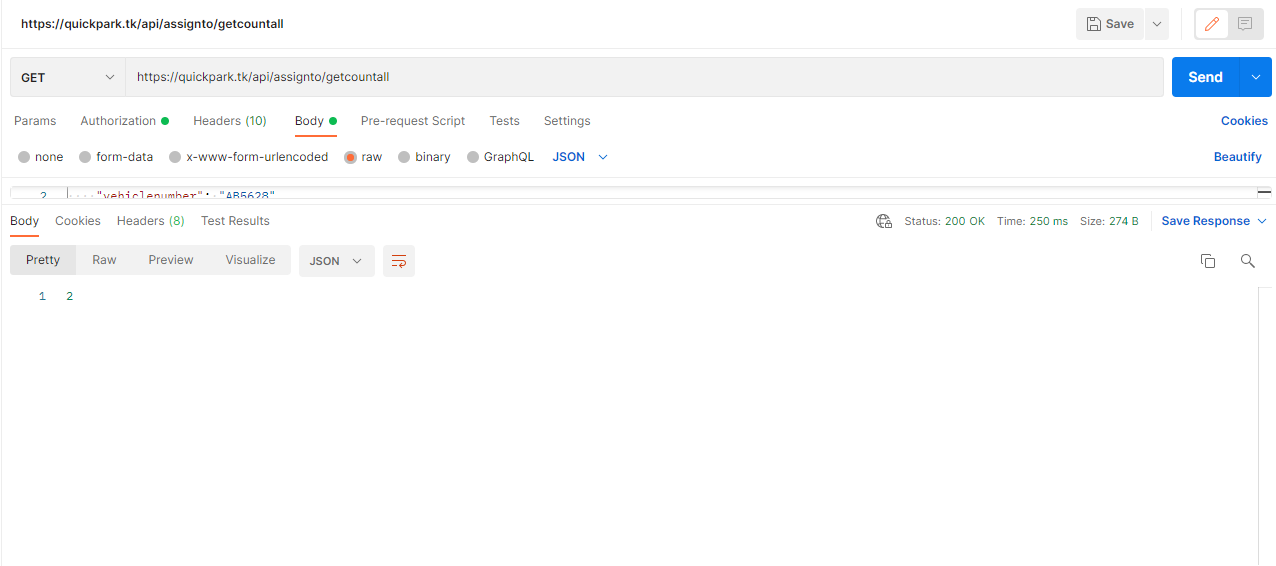 https://quickpark.tk/api/assignto/getcountall Save
GET https://quickpark.tk/api/assignto/getcountall Send
Params Authorization Headers (10) Body Pre-request Script Tests Settings Cookies
none form-data x-www-form-urlencoded raw binary GraphQL JSON Beautify
2 "vehiclenumber": "AB5628"
Body Cookies Headers (8) Test Results Status: 200 OK Time: 250 ms Size: 274 B Save Response
Pretty Raw Preview Visualize JSON
1 2